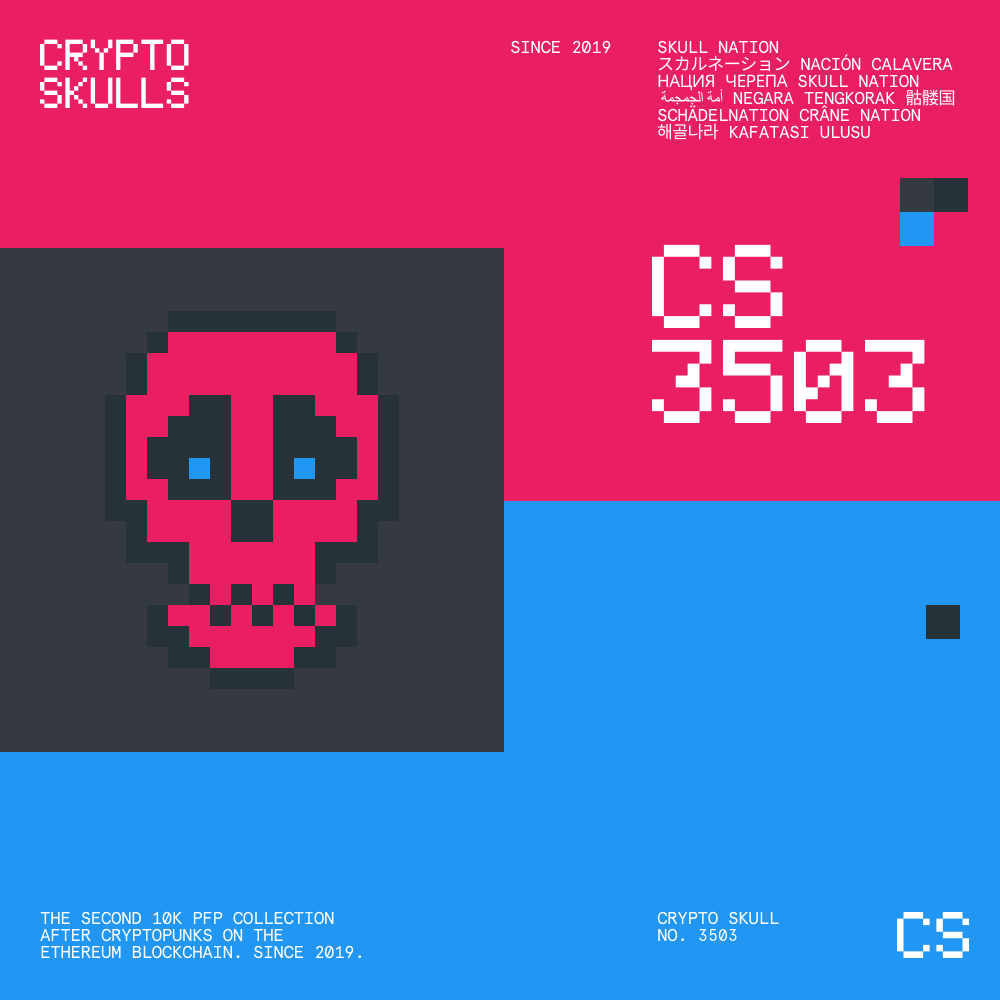 CRYPTO
SKULLS
SINCE 2019
SKULL NATION
スカルネーション NACIÓN CALAVERA
НАЦИЯ ЧЕРЕПА SKULL NATION
أمة الجمجمة NEGARA TENGKORAK 骷髅国
SCHÄDELNATION CRÂNE NATION
해골나라 KAFATASI ULUSU
CS
3503
THE SECOND 10K PFP COLLECTION
AFTER CRYPTOPUNKS ON THE
ETHEREUM BLOCKCHAIN. SINCE 2019.
CRYPTO SKULL
NO. 3503
CS